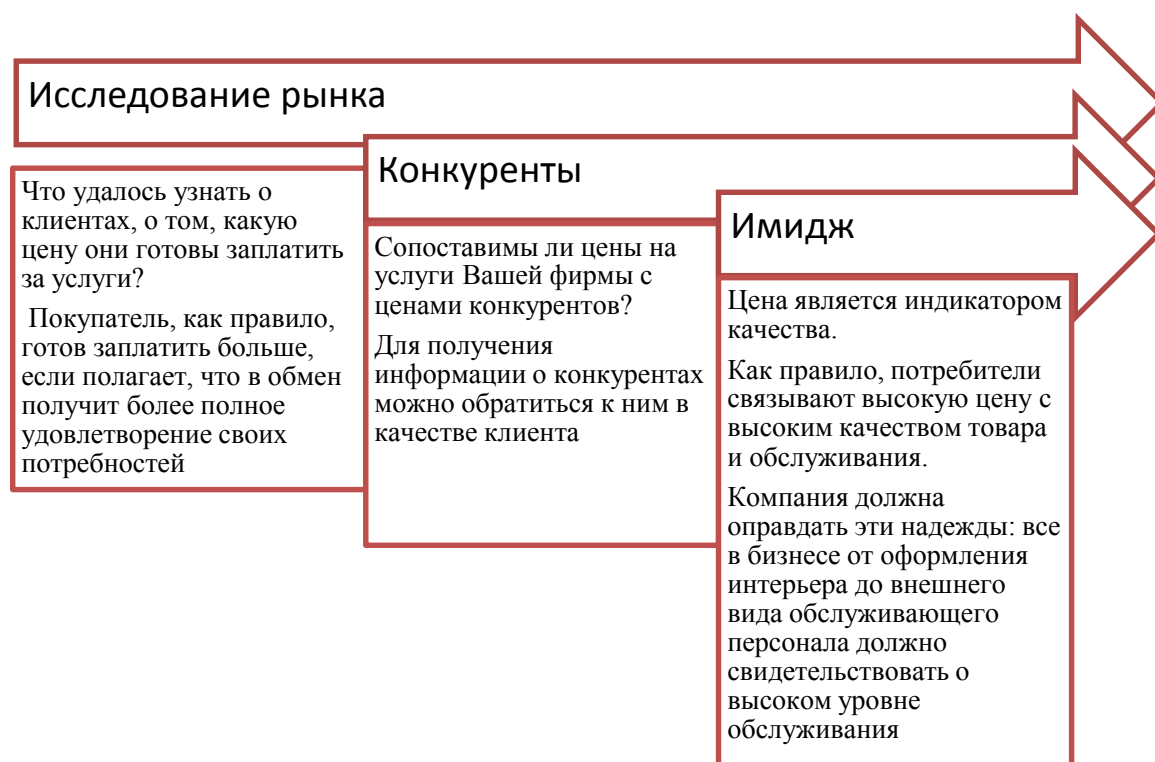 Исследование рынка
Что удалось узнать о
клиентах, о том, какую
цену они готовы заплатить
за услуги?
Покупатель, как правило,
готов заплатить больше,
если полагает, что в обмен
получит более полное
удовлетворение своих
потребностей
Конкуренты
Сопоставимы ли цены на
услуги Вашей фирмы с
ценами конкурентов?
Для получения
информации о конкурентах
можно обратиться к ним в
качестве клиента
Имидж
Цена является индикатором
качества.
Как правило, потребители
связывают высокую цену с
высоким качеством товара
и обслуживания.
Компания должна
оправдать эти надежды: все
в бизнесе от оформления
интерьера до внешнего
вида обслуживающего
персонала должно
свидетельствовать о
высоком уровне
обслуживания